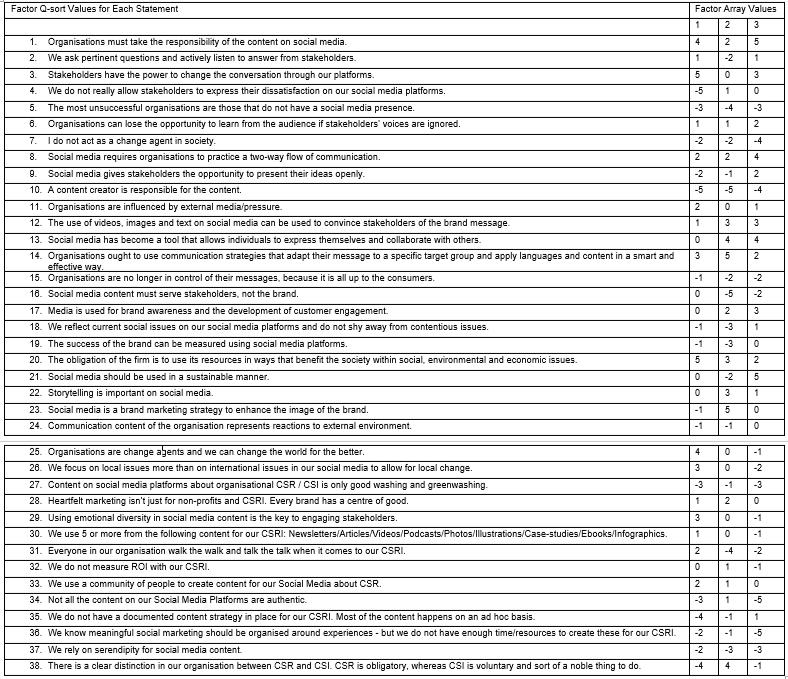 Factor Q-sort Values for Each Statement Factor Array Values
1 2 3
1. Organisations must take the responsibility of the content on social media. 4 2 5
2. We ask pertinent questions and actively listen to answer from stakeholders. 1 -2 1
3. Stakeholders have the power to change the conversation through our platforms. 5 0 3
4. We do not really allow stakeholders to express their dissatisfaction on our social media platforms. -5 1 0
5. The most unsuccessful organisations are those that do not have a social media presence. -3 -4 -3
6. Organisations can lose the opportunity to learn from the audience if stakeholders' voices are ignored. 1 1 2
7. I do not act as a change agent in society. -2 -2 -4
8. Social media requires organisations to practice a two-way flow of communication. 2 2 4
9. Social media gives stakeholders the opportunity to present their ideas openly. -2 -1 2
10. A content creator is responsible for the content. -5 -5 -4
11. Organisations are influenced by external media/pressure. 2 0 1
12. The use of videos, images and text on social media can be used to convince stakeholders of the brand message. 1 3 3
13. Social media has become a tool that allows individuals to express themselves and collaborate with others. 0 4 4
14. Organisations ought to use communication strategies that adapt their message to a specific target group and apply languages and content in a smart and 3 5 2
effective way.
15. Organisations are no longer in control of their messages, because it is all up to the consumers. -1 -2 -2
16. Social media content must serve stakeholders, not the brand. 0 -5 -2
17. Media is used for brand awareness and the development of customer engagement. 0 2 3
18. We reflect current social issues on our social media platforms and do not shy away from contentious issues. -1 -3 1
19. The success of the brand can be measured using social media platforms. -1 -3 0
20. The obligation of the firm is to use its resources in ways that benefit the society within social, environmental and economic issues. 5 3 2
21. Social media should be used in a sustainable manner. 0 -2 5
22. Storytelling is important on social media. 0 3 1
23. Social media is a brand marketing strategy to enhance the image of the brand. -1 5 0
24. Communication content of the organisation represents reactions to external environment. -1 -1 0
25. Organisations are change agents and we can change the world for the better. 4 0 -1
26. We focus on local issues more than on international issues in our social media to allow for local change. 3 0 -2
27. Content on social media platforms about organisational CSR / CSI is only good washing and greenwashing. -3 -1 -3
28. Heartfelt marketing isn't just for non-profits and CSRI. Every brand has a centre of good. 1 2 0
29. Using emotional diversity in social media content is the key to engaging stakeholders. 3 0 -1
30. We use 5 or more from the following content for our CSRI: Newsletters/Articles/Videos/Podcasts/Photos/Illustrations/Case-studies/Ebooks/Infographics. 1 0 -1
31. Everyone in our organisation walk the walk and talk the talk when it comes to our CSRI. 2 -4 -2
32. We do not measure ROI with our CSRI. 0 1 -1
33. We use a community of people to create content for our Social Media about CSR. 2 1 0
34. Not all the content on our Social Media Platforms are authentic. -3 1 -5
35. We do not have a documented content strategy in place for our CSRI. Most of the content happens on an ad hoc basis. -4 -1 1
36. We know meaningful social marketing should be organised around experiences - but we do not have enough time/resources to create these for our CSRI. -2 -1 -5
37. We rely on serendipity for social media content. -2 -3 -3
38. There is a clear distinction in our organisation between CSR and CSI. CSR is obligatory, whereas CSI is voluntary and sort of a noble thing to do. -4 4 -1